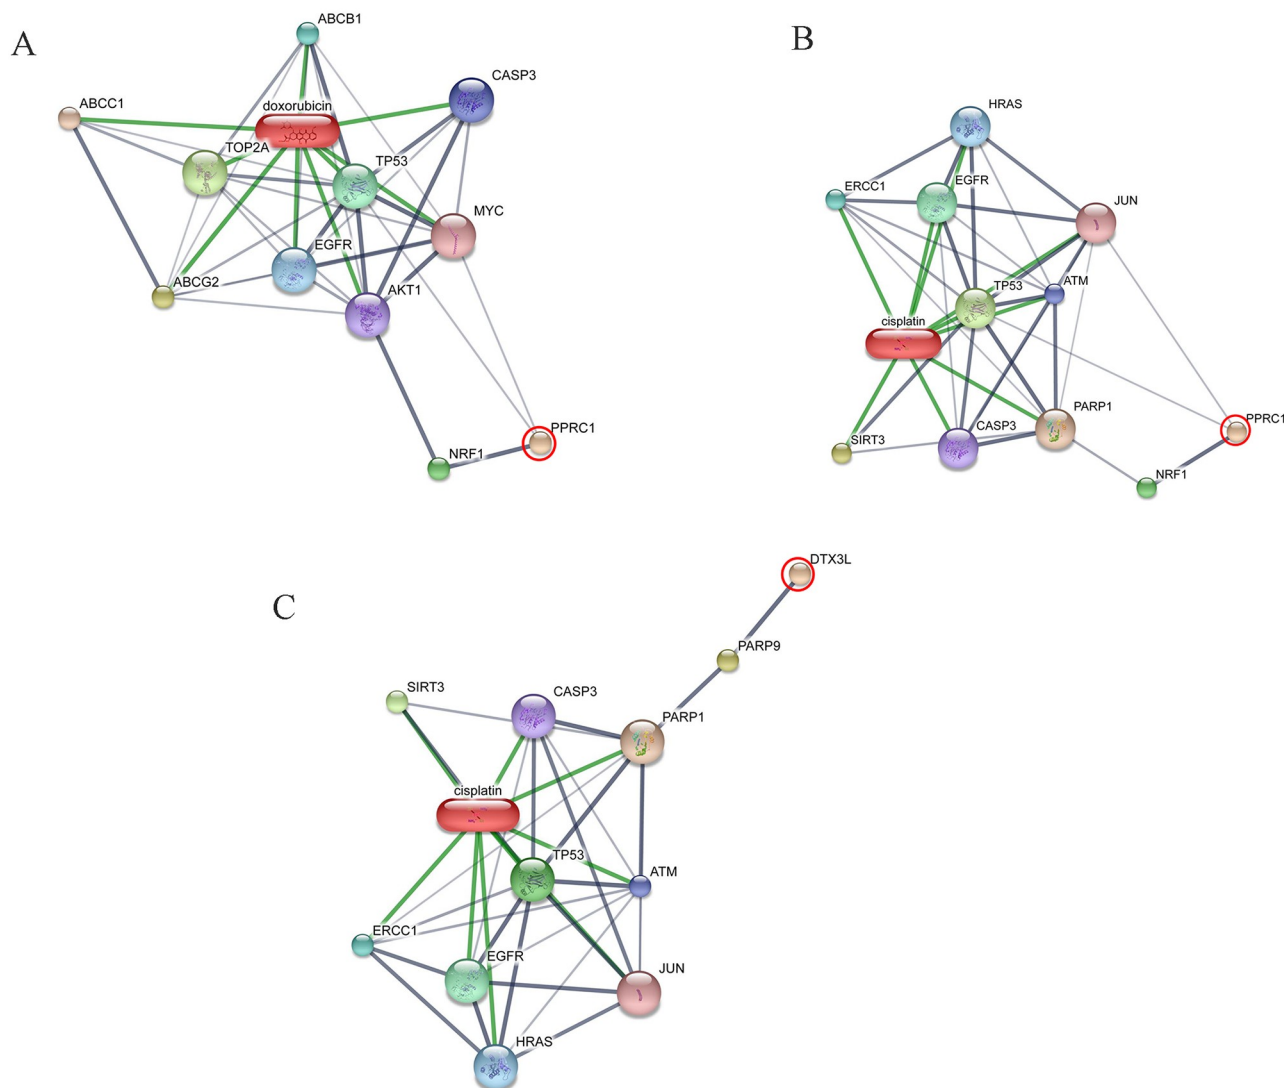 A
ABCB1
CASP3
ABCC1
doxorubicin
TOP2A
TP53
MYC
EGFR
ABCG2
AKT1
PPRC1
NRF1
B
HRAS
EGFR
ERCC1
JUN
ATM
TP53
cisplatin
PARP1
CASP3
SIRT3
PPRC1
NRF1
C
DTX3L
PARP9
SIRT3
CASP3
PARP1
cisplatin
TP53
ATM
ERCC1
EGFR
JUN
HRAS